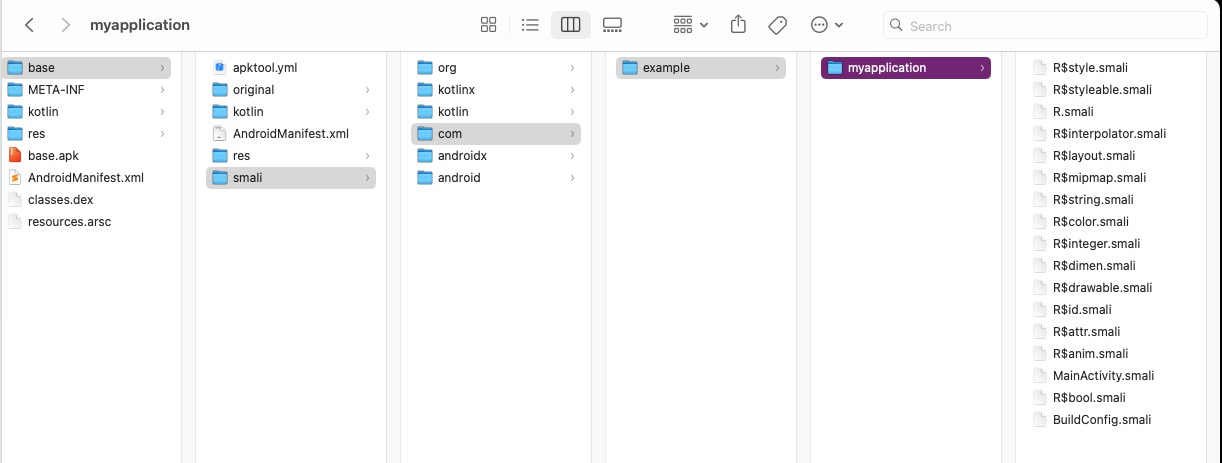 myapplication
Search
base
META-INF
kotlin
res
base.apk
AndroidManifest.xml
classes.dex
resources.arsc
apktool.yml
original
kotlin
AndroidManifest.xml
res
smali
org
kotlinx
kotlin
com
androidx
android
example
myapplication
R$style.smali
R$styleable.smali
R.smali
R$interpolator.smali
R$layout.smali
R$mipmap.smali
R$string.smali
R$color.smali
R$integer.smali
R$dimen.smali
R$drawable.smali
R$id.smali
R$attr.smali
R$anim.smali
MainActivity.smali
R$bool.smali
BuildConfig.smali